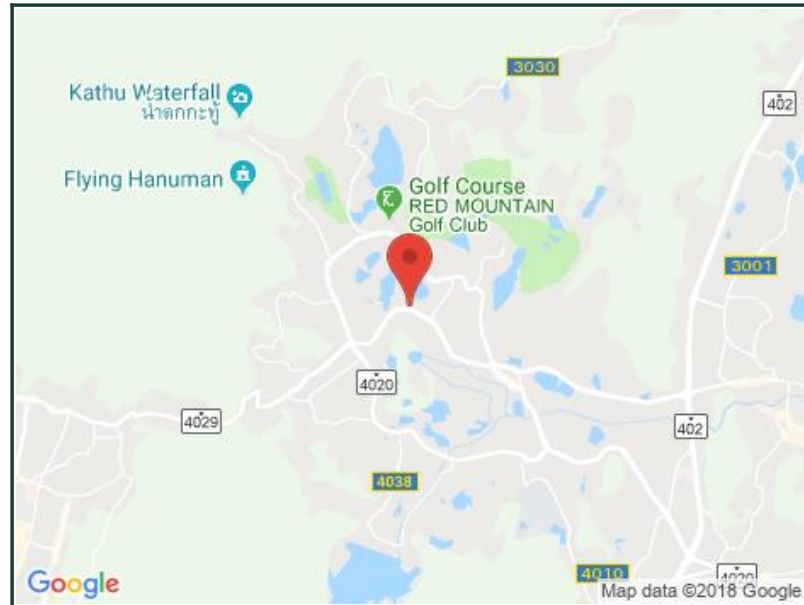 3030
402
Kathu Waterfall
น้ำตกกะทู้
Flying Hanuman
Golf Course
RED MOUNTAIN
Golf Club
3001
4020
4029
402
4038
4010
4020
Google
Map data ©2018 Google